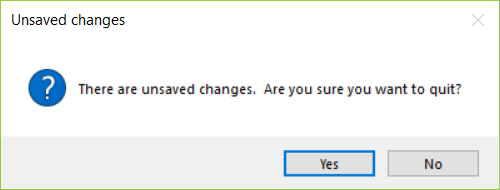 Unsaved changes
There are unsaved changes.  Are you sure you want to quit?
Yes
No